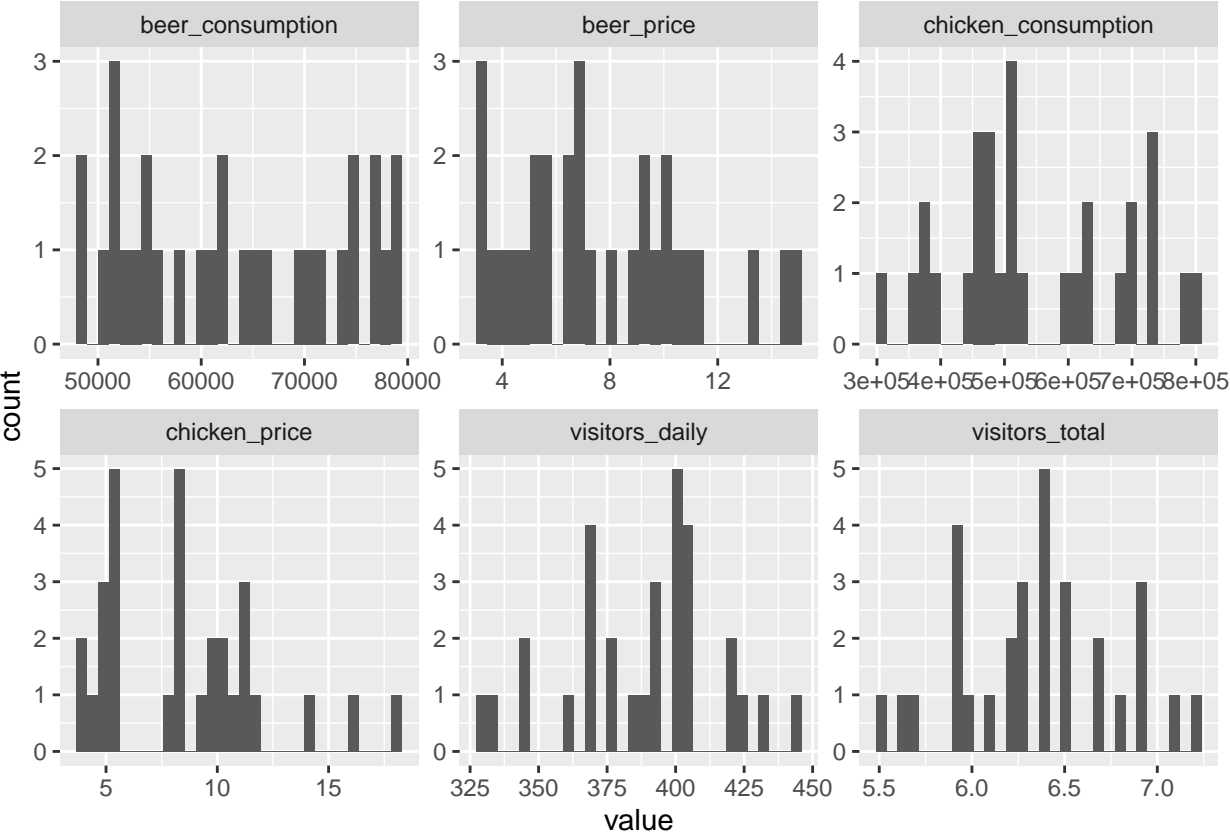 beer_consumption
beer_price
chicken_consumption
3
2
1
0
3
2
1
0
4
3
2
1
0
50000 60000 70000 80000
4 8 12
3e+05 4e+05 5e+05 6e+05 7e+05 8e+05
count
chicken_price
visitors_daily
visitors_total
5
4
3
2
1
0
5
4
3
2
1
0
5
4
3
2
1
0
5 10 15
325 350 375 400 425 450
5.5 6.0 6.5 7.0
value